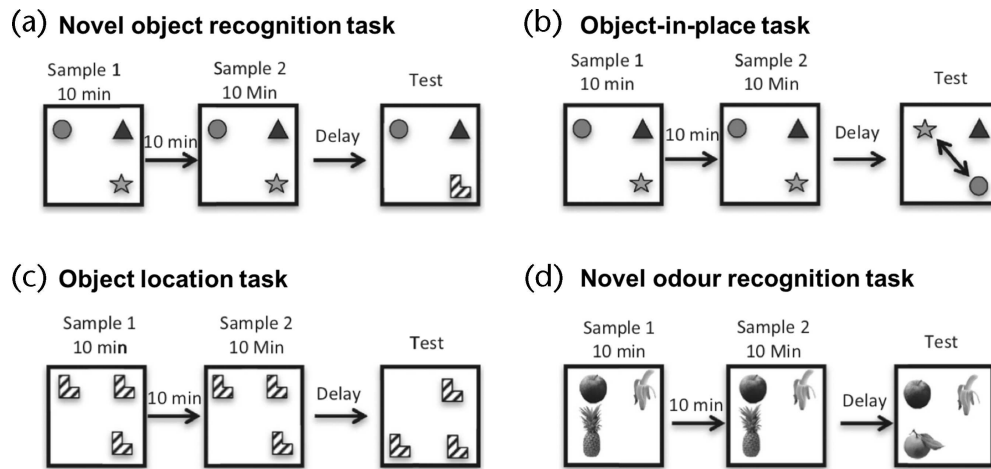 (a) Novel object recognition task
Sample 1
10 min
10 min
Sample 2
10 Min
Delay
Test
(b) Object-in-place task
Sample 1
10 min
10 min
Sample 2
10 Min
Delay
Test
(c) Object location task
Sample 1
10 min
10 min
Sample 2
10 Min
Delay
Test
(d) Novel odour recognition task
Sample 1
10 min
10 min
Sample 2
10 Min
Delay
Test